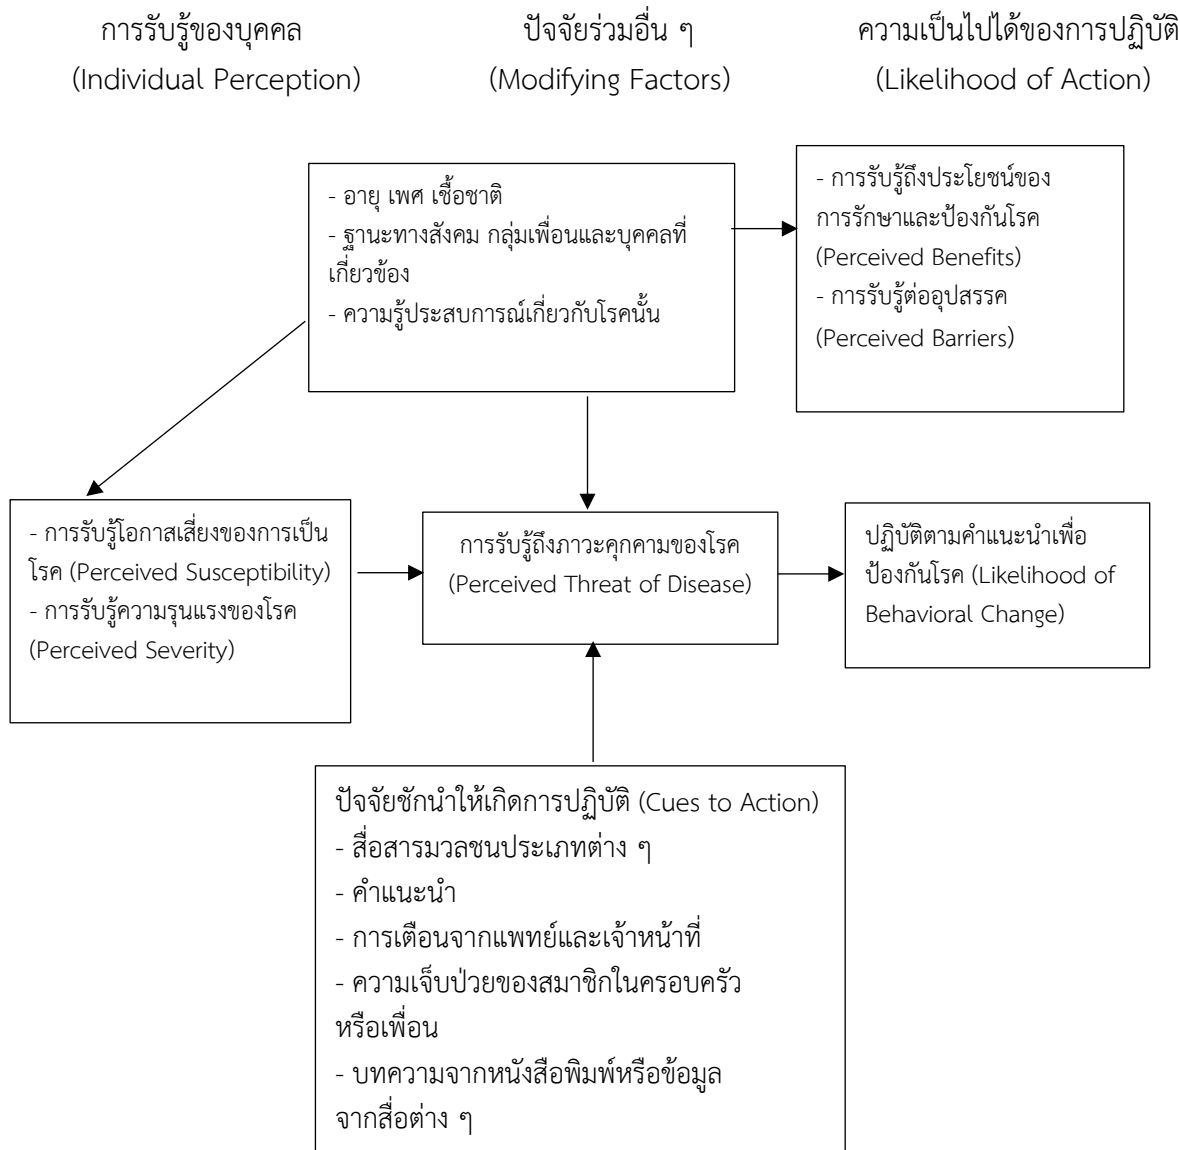 การรับรู้ของบุคคล
(Individual Perception)
ปัจจัยร่วมอื่น ๆ
(Modifying Factors)
ความเป็นไปได้ของการปฏิบัติ
(Likelihood of Action)
- อายุ เพศ เชื้อชาติ
- ฐานะทางสังคม กลุ่มเพื่อนและบุคคลที่
เกี่ยวข้อง
- ความรู้ประสบการณ์เกี่ยวกับโรคนั้น
- การรับรู้ถึงประโยชน์ของ
การรักษาและป้องกันโรค
(Perceived Benefits)
- การรับรู้ต่ออุปสรรค
(Perceived Barriers)
- การรับรู้โอกาสเสี่ยงของการเป็น
โรค (Perceived Susceptibility)
- การรับรู้ความรุนแรงของโรค
(Perceived Severity)
การรับรู้ถึงภาวะคุกคามของโรค
(Perceived Threat of Disease)
ปฏิบัติตามคำแนะนำเพื่อ
ป้องกันโรค (Likelihood of
Behavioral Change)
ปัจจัยชักนำให้เกิดการปฏิบัติ (Cues to Action)
- สื่อสารมวลชนประเภทต่าง ๆ
- คำแนะนำ
- การเตือนจากแพทย์และเจ้าหน้าที่
- ความเจ็บป่วยของสมาชิกในครอบครัว
หรือเพื่อน
- บทความจากหนังสือพิมพ์หรือข้อมูล
จากสื่อต่าง ๆ